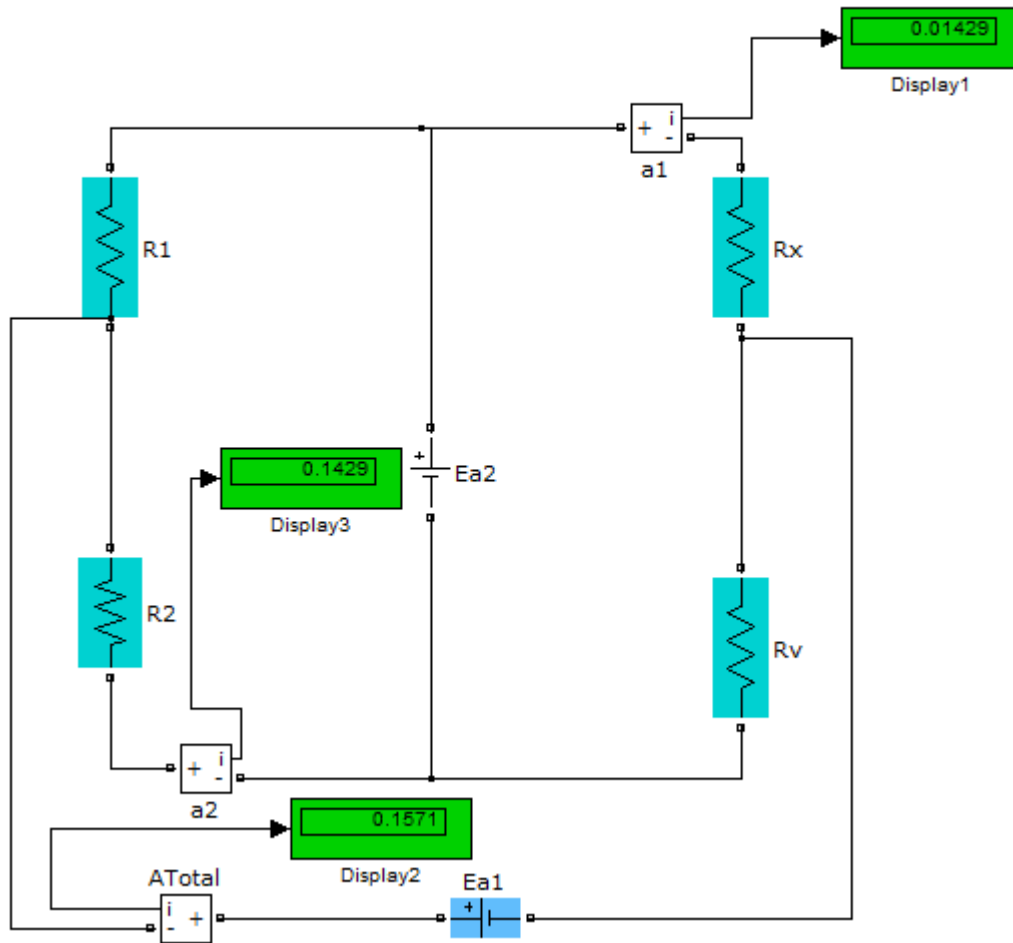 0.01429
Display1
+
i
-
a1
R1
Rx
+
Ea2
0.1429
Display3
R2
Rv
+
i
-
a2
0.1571
Display2
ATotal
i
-
+
Ea1
+